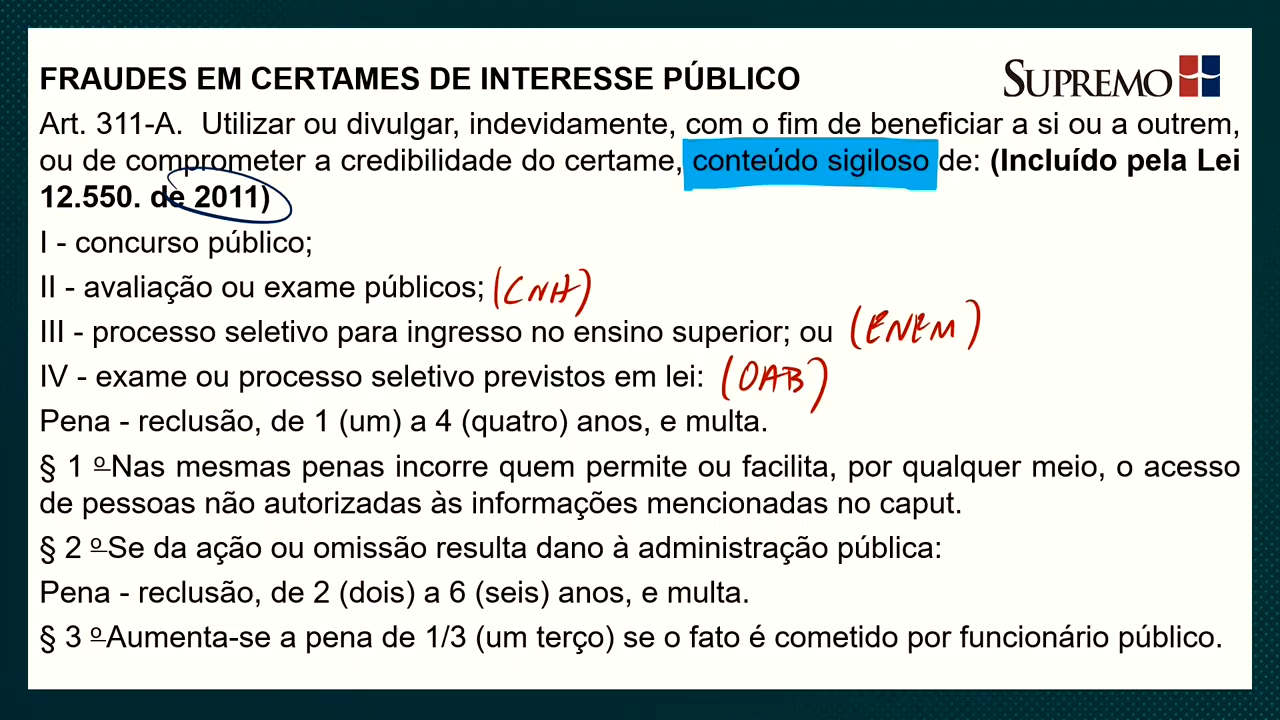 FRAUDES EM CERTAMES DE INTERESSE PÚBLICO
SUPREMO
Art. 311-A. Utilizar ou divulgar, indevidamente, com o fim de beneficiar a si ou a outrem,
ou de comprometer a credibilidade do certame, conteúdo sigiloso de: (Incluído pela Lei
12.550. de 2011)
I - concurso público;
II - avaliação ou exame públicos; (CNH)
III - processo seletivo para ingresso no ensino superior; ou (ENEM)
IV - exame ou processo seletivo previstos em lei: (OAB)
Pena - reclusão, de 1 (um) a 4 (quatro) anos, e multa.
§ 1 º Nas mesmas penas incorre quem permite ou facilita, por qualquer meio, o acesso
de pessoas não autorizadas às informações mencionadas no caput.
§ 2 º Se da ação ou omissão resulta dano à administração pública:
Pena - reclusão, de 2 (dois) a 6 (seis) anos, e multa.
§ 3 º Aumenta-se a pena de 1/3 (um terço) se o fato é cometido por funcionário público.